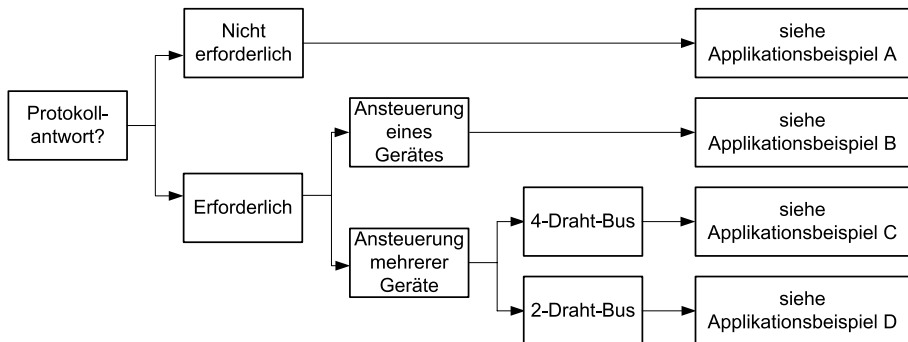 Nicht
erforderlich
siehe
Applikationsbeispiel A
Protokoll-
antwort?
Ansteuerung
eines
Gerätes
siehe
Applikationsbeispiel B
Erforderlich
Ansteuerung
mehrerer
Geräte
4-Draht-Bus
siehe
Applikationsbeispiel C
2-Draht-Bus
siehe
Applikationsbeispiel D